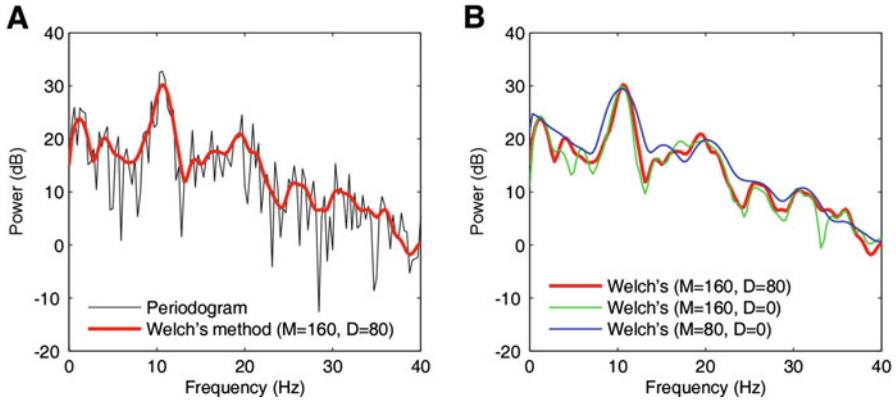 A
40
30
20
10
0
-10
-20
Power (dB)
Periodogram
Welch's method (M=160, D=80)
0 10 20 30 40
Frequency (Hz)
B
40
30
20
10
0
-10
-20
Power (dB)
Welch's (M=160, D=80)
Welch's (M=160, D=0)
Welch's (M=80, D=0)
0 10 20 30 40
Frequency (Hz)